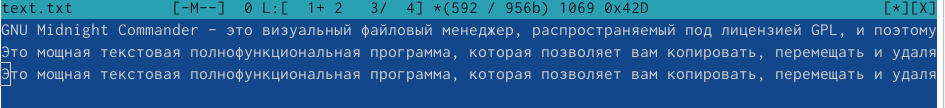 text.txt [-M--] 0 L:[ 1+ 2 3/ 4] *(592 / 956b) 1069 0x42D [*][X]
GNU Midnight Commander – это визуальный файловый менеджер, распространяемый под лицензией GPL, и поэтому
Это мощная текстовая полнофункциональная программа, которая позволяет вам копировать, перемещать и удаля
Это мощная текстовая полнофункциональная программа, которая позволяет вам копировать, перемещать и удаля